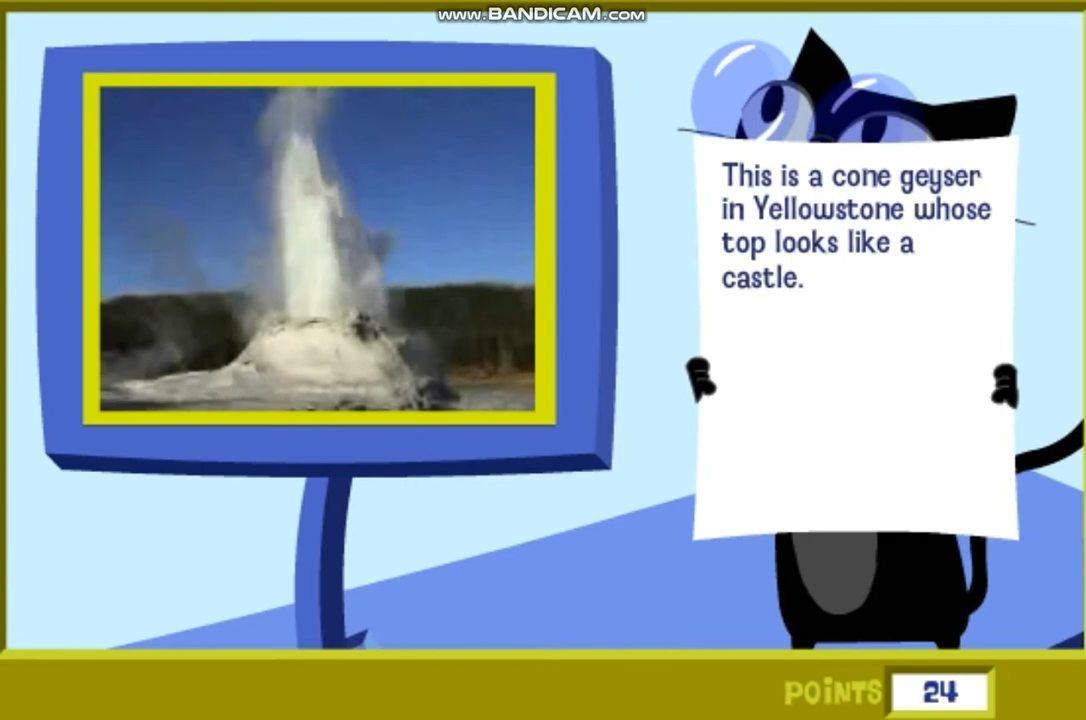 www.BANDICAM.com
This is a cone geyser
in Yellowstone whose
top looks like a
castle.
POiNTS 24